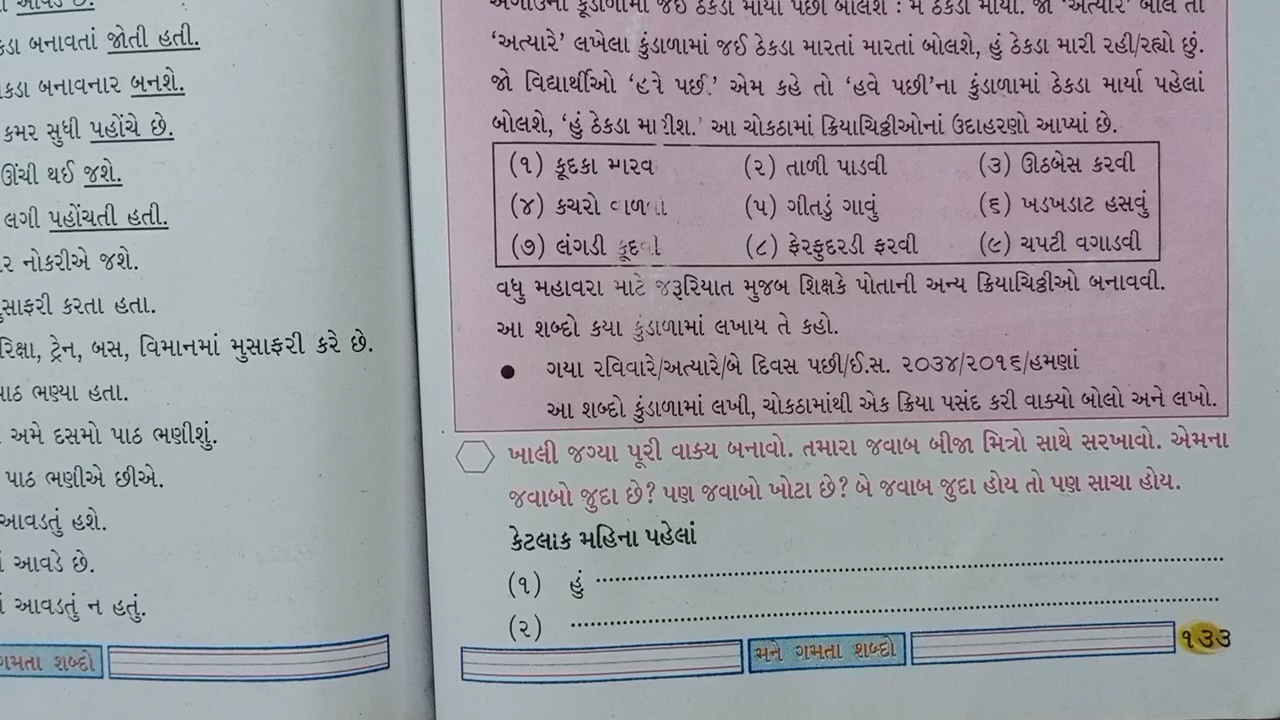 આવડે છે.
બનાવતાં જોતી હતી.
બનાવનાર બનશે.
કમર સુધી પહોંચે છે.
ઊંચી થઈ જશે.
લગી પહોંચતી હતી.
નોકરીએ જશે.
કરતા હતા.
ટ્રેન, બસ, વિમાનમાં મુસાફરી કરે છે.
ભણ્યા હતા.
અમે દસમો પાઠ ભણીશું.
પાઠ ભણીએ છીએ.
આવડતું હશે.
આવડે છે.
આવડતું ન હતું.
ગમતા શબ્દો
કૂંડાળામાં જઈ ઠેકડા માર્યા પછી બોલશે : મેં ઠેકડા માર્યા. જો ‘અત્યારે’ બોલે તો
‘અત્યારે’ લખેલા કુંડાળામાં જઈ ઠેકડા મારતાં મારતાં બોલશે, હું ઠેકડા મારી રહી/રહ્યો છું.
જો વિદ્યાર્થીઓ ‘હવે પછી’ એમ કહે તો ‘હવે પછી’ના કુંડાળામાં ઠેકડા માર્યા પહેલાં
બોલશે, ‘હું ઠેકડા મારીશ.’ આ ચોકઠામાં ક્રિયાચિઠ્ઠીઓનાં ઉદાહરણો આપ્યાં છે.
(૧) કૂદકા મારવા (૨) તાળી પાડવી (૩) ઊઠબેસ કરવી
(૪) કચરો વાળવો (૫) ગીતડું ગાવું (૬) ખડખડાટ હસવું
(૭) લંગડી કૂદવી (૮) ફેરફુદરડી ફરવી (૯) ચપટી વગાડવી
વધુ મહાવરા માટે જરૂરિયાત મુજબ શિક્ષકે પોતાની અન્ય ક્રિયાચિઠ્ઠીઓ બનાવવી.
આ શબ્દો કયા કુંડાળામાં લખાય તે કહો.
● ગયા રવિવારે/અત્યારે/બે દિવસ પછી/ઈ.સ. ૨૦૩૪/૨૦૧૬/હમણાં
આ શબ્દો કુંડાળામાં લખી, ચોકઠામાંથી એક ક્રિયા પસંદ કરી વાક્યો બોલો અને લખો.
ખાલી જગ્યા પૂરી વાક્ય બનાવો. તમારા જવાબ બીજા મિત્રો સાથે સરખાવો. એમના
જવાબો જુદા છે? પણ જવાબો ખોટા છે? બે જવાબ જુદા હોય તો પણ સાચા હોય.
કેટલાક મહિના પહેલાં
(૧) હું ........................................
(૨) ........................................
મને ગમતા શબ્દો
૧૩૩